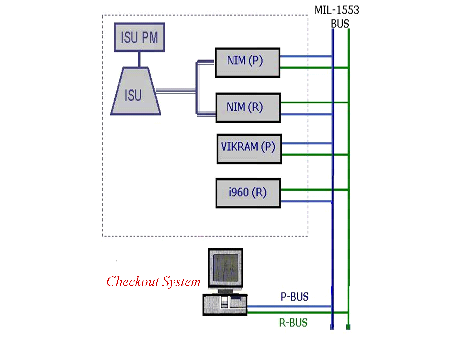 MIL-1553
BUS
ISU PM
ISU
NIM (P)
NIM (R)
VIKRAM (P)
i960 (R)
Checkout System
P-BUS
R-BUS